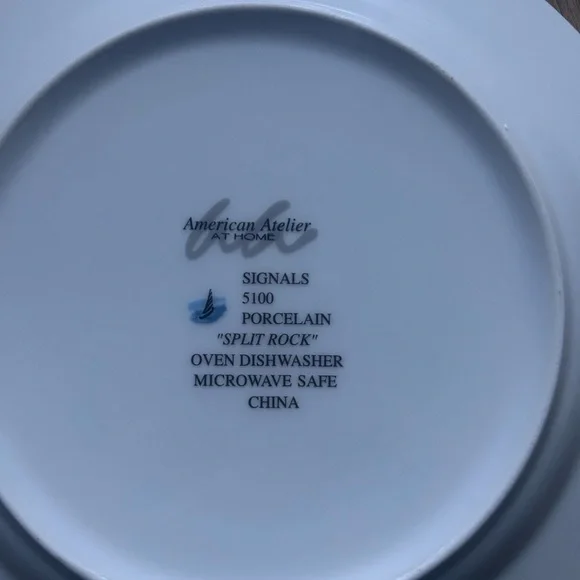 American Atelier
AT HOME
SIGNALS
5100
PORCELAIN
"SPLIT ROCK"
OVEN DISHWASHER
MICROWAVE SAFE
CHINA